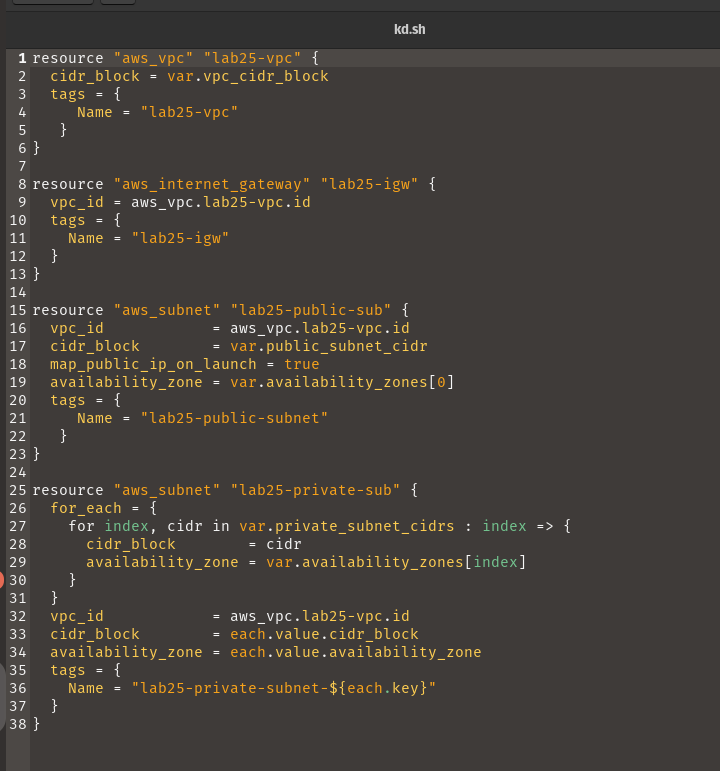 kd.sh
1 resource "aws_vpc" "lab25-vpc" {
2   cidr_block = var.vpc_cidr_block
3   tags = {
4      Name = "lab25-vpc"
5    }
6 }
7
8 resource "aws_internet_gateway" "lab25-igw" {
9   vpc_id = aws_vpc.lab25-vpc.id
10   tags = {
11     Name = "lab25-igw"
12   }
13 }
14
15 resource "aws_subnet" "lab25-public-sub" {
16   vpc_id            = aws_vpc.lab25-vpc.id
17   cidr_block        = var.public_subnet_cidr
18   map_public_ip_on_launch = true
19   availability_zone = var.availability_zones[0]
20   tags = {
21      Name = "lab25-public-subnet"
22    }
23 }
24
25 resource "aws_subnet" "lab25-private-sub" {
26   for_each = {
27     for index, cidr in var.private_subnet_cidrs : index => {
28       cidr_block        = cidr
29       availability_zone = var.availability_zones[index]
30     }
31   }
32   vpc_id            = aws_vpc.lab25-vpc.id
33   cidr_block        = each.value.cidr_block
34   availability_zone = each.value.availability_zone
35   tags = {
36     Name = "lab25-private-subnet-${each.key}"
37   }
38 }